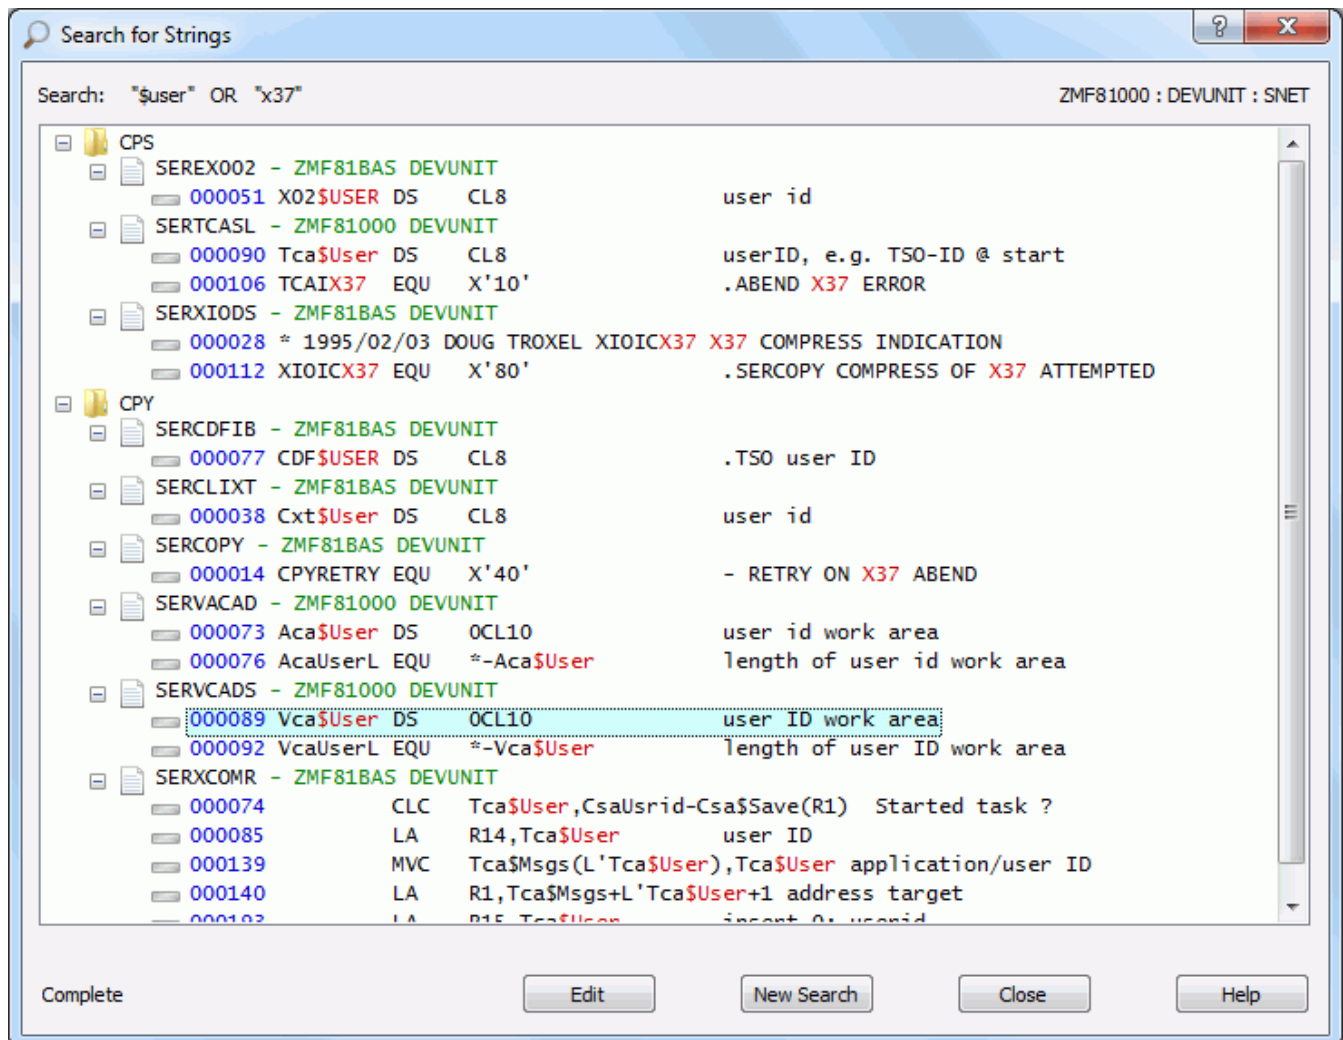 Search for Strings
Search: "$user" OR "x37" ZMF81000 : DEVUNIT : SNET
CPS
SEREX002 - ZMF81BAS DEVUNIT
000051 X02$USER DS CL8 user id
SERTCASL - ZMF81000 DEVUNIT
000090 Tca$User DS CL8 userID, e.g. TSO-ID @ start
000106 TCAIX37 EQU X'10' .ABEND X37 ERROR
SERXIODS - ZMF81BAS DEVUNIT
000028 * 1995/02/03 DOUG TROXEL XIOICX37 X37 COMPRESS INDICATION
000112 XIOICX37 EQU X'80' .SERCOPY COMPRESS OF X37 ATTEMPTED
CPY
SERCDFIB - ZMF81BAS DEVUNIT
000077 CDF$USER DS CL8 .TSO user ID
SERCLIXT - ZMF81BAS DEVUNIT
000038 Cxt$User DS CL8 user id
SERCOPY - ZMF81BAS DEVUNIT
000014 CPYRETRY EQU X'40' - RETRY ON X37 ABEND
SERVACAD - ZMF81000 DEVUNIT
000073 Aca$User DS 0CL10 user id work area
000076 AcaUserL EQU *-Aca$User length of user id work area
SERVCADS - ZMF81000 DEVUNIT
000089 Vca$User DS 0CL10 user ID work area
000092 VcaUserL EQU *-Vca$User length of user ID work area
SERXCOMR - ZMF81BAS DEVUNIT
000074 CLC Tca$User,CsaUsrid-Csa$Save(R1) Started task ?
000085 LA R14,Tca$User user ID
000139 MVC Tca$Msgs(L'Tca$User),Tca$User application/user ID
000140 LA R1,Tca$Msgs+L'Tca$User+1 address target
000193 LA R15,Tca$User insert userid
Complete Edit New Search Close Help